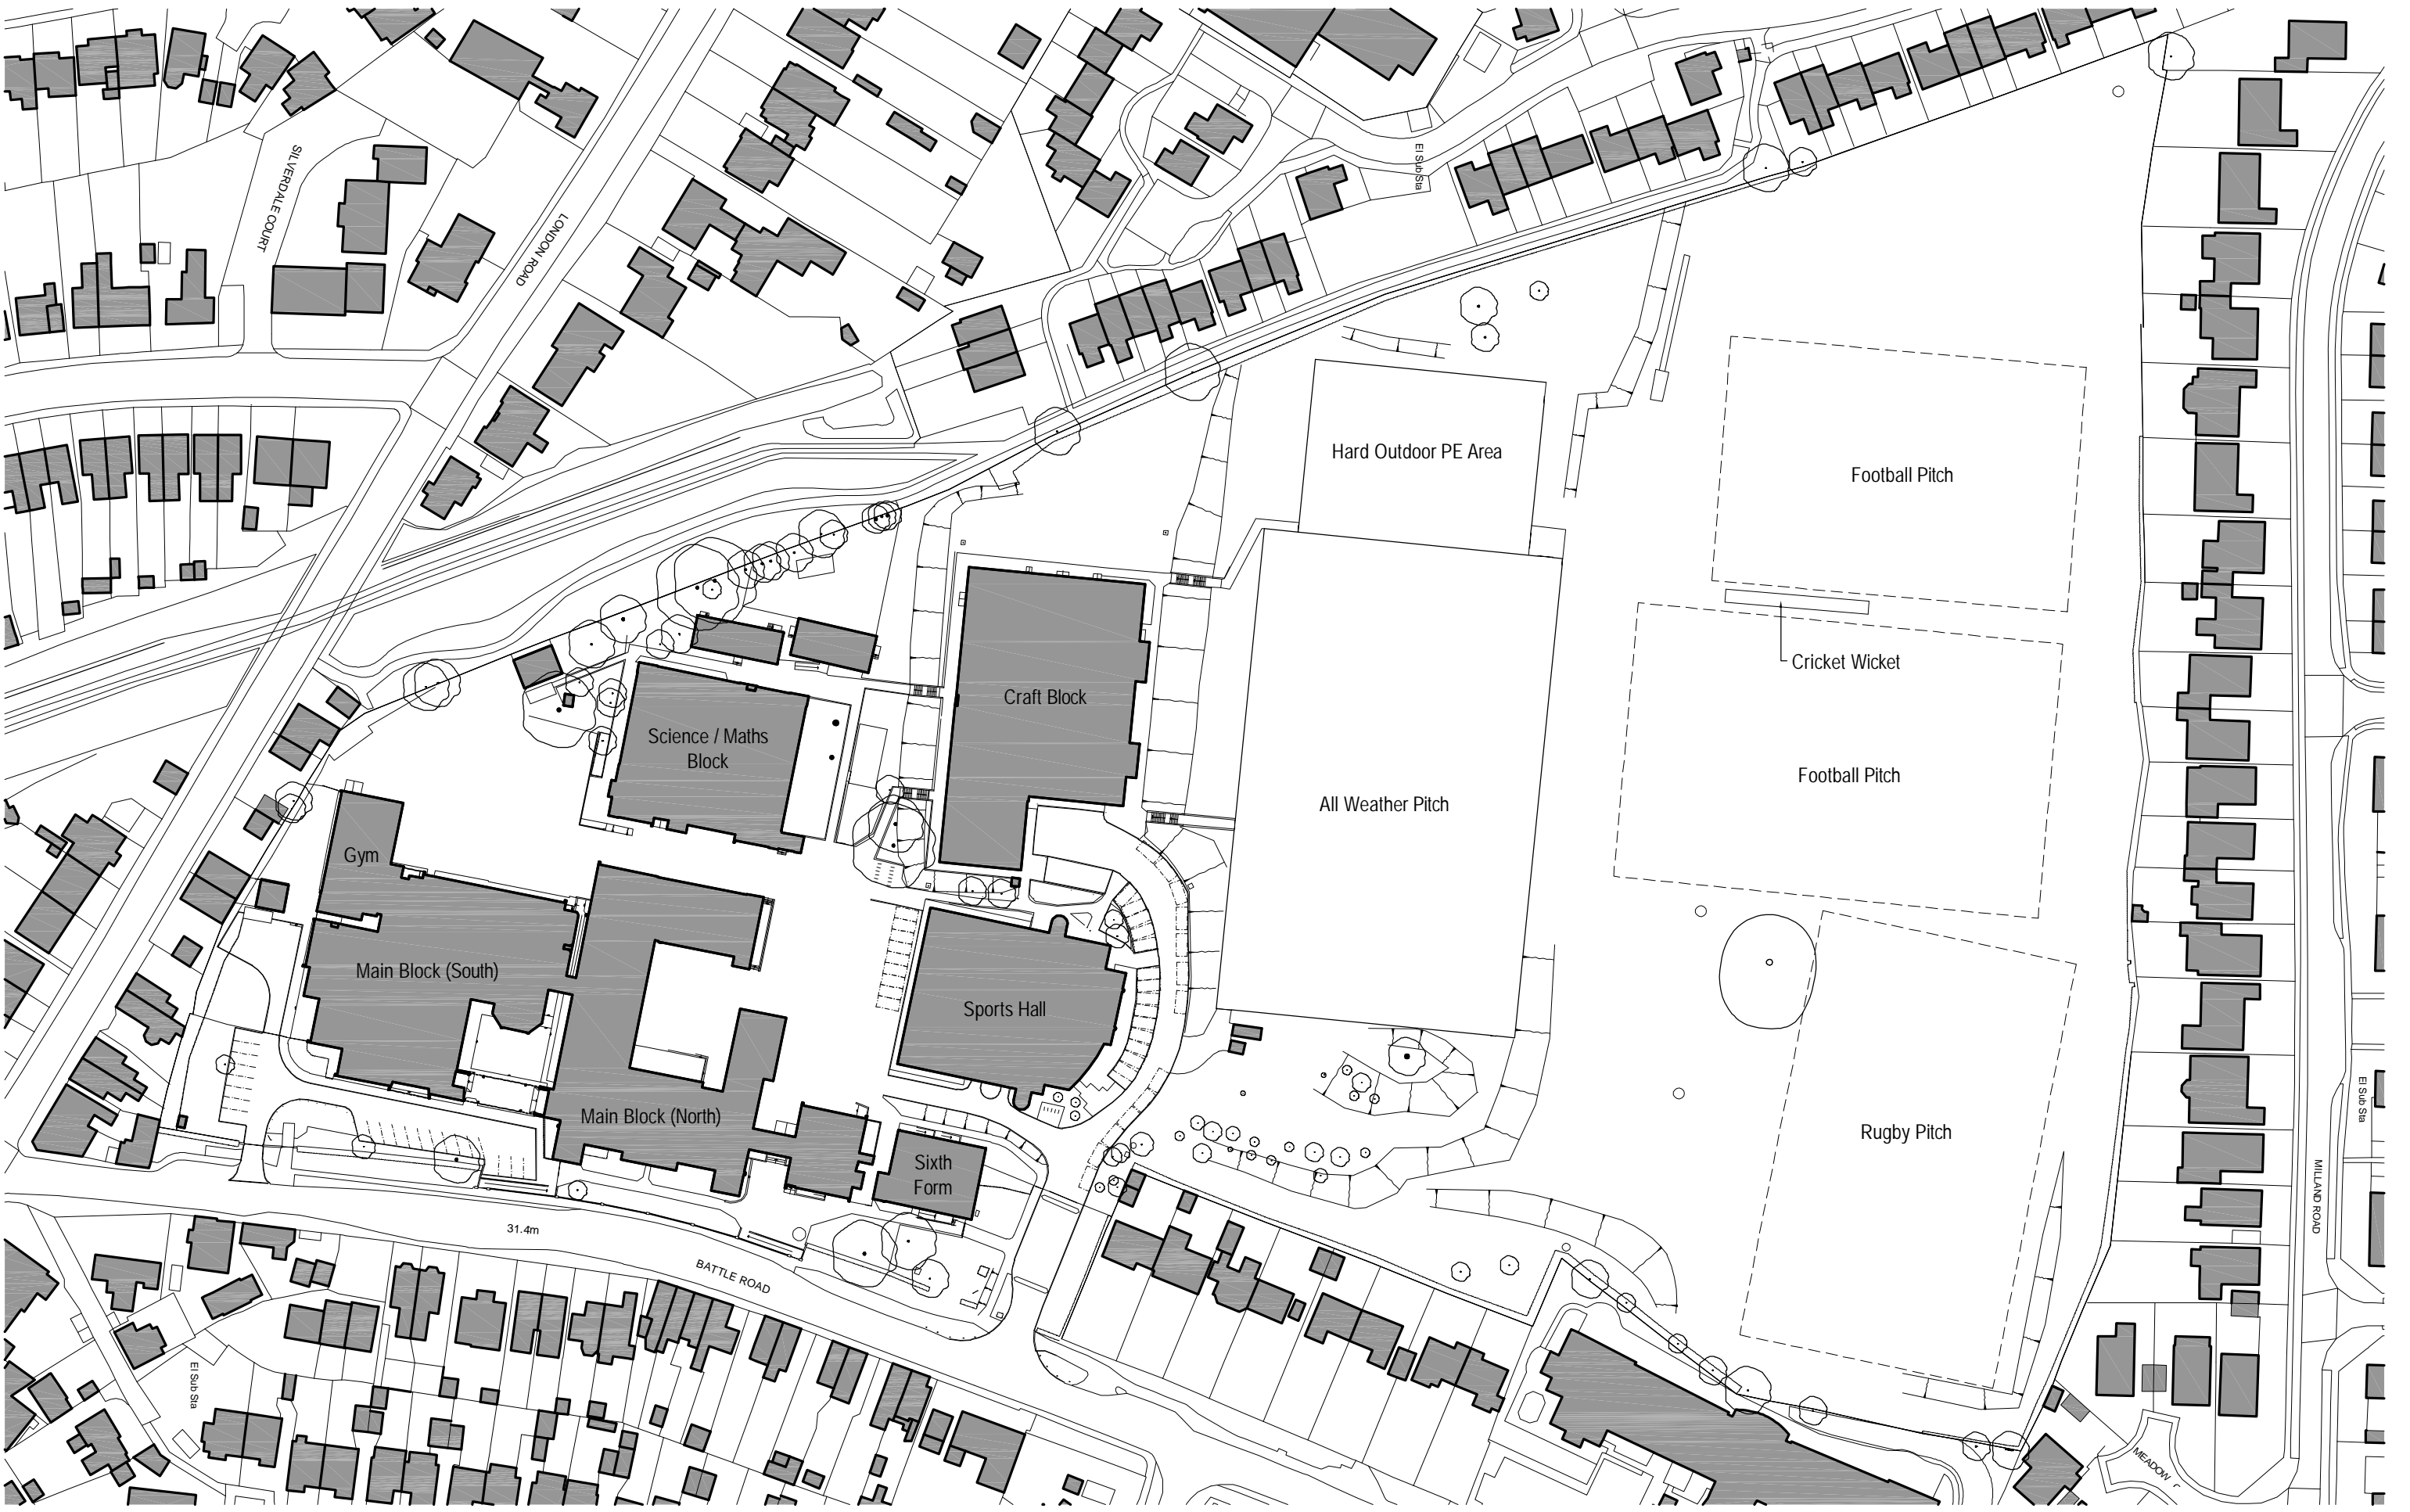 SILVERDALE COURT
LONDON ROAD
El Sub Sta
Hard Outdoor PE Area
Football Pitch
Cricket Wicket
Craft Block
Science / Maths
Block
Football Pitch
All Weather Pitch
Gym
Main Block (South)
Sports Hall
Main Block (North)
Sixth
Form
Rugby Pitch
El Sub Sta
MILLAND ROAD
31.4m
BATTLE ROAD
El Sub Sta
MEADOW